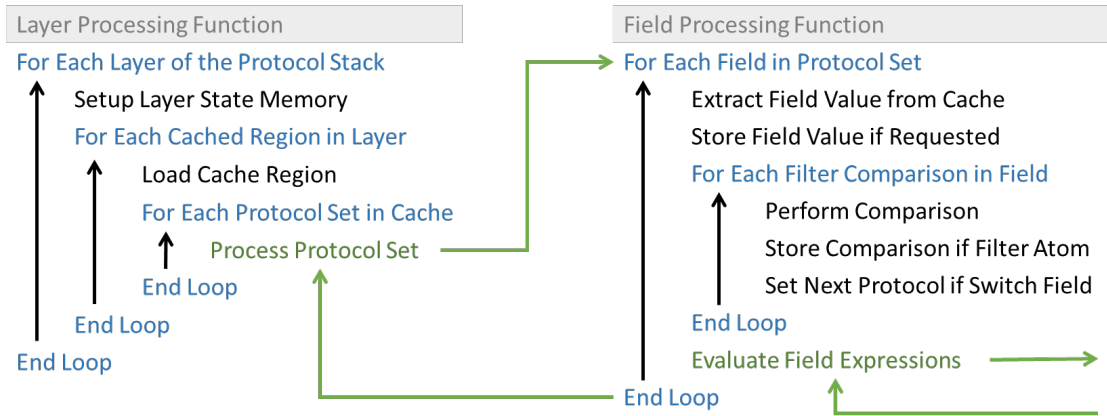 Layer Processing Function
For Each Layer of the Protocol Stack
Setup Layer State Memory
For Each Cached Region in Layer
Load Cache Region
For Each Protocol Set in Cache
Process Protocol Set
End Loop
End Loop
End Loop
Field Processing Function
For Each Field in Protocol Set
Extract Field Value from Cache
Store Field Value if Requested
For Each Filter Comparison in Field
Perform Comparison
Store Comparison if Filter Atom
Set Next Protocol if Switch Field
End Loop
Evaluate Field Expressions
End Loop